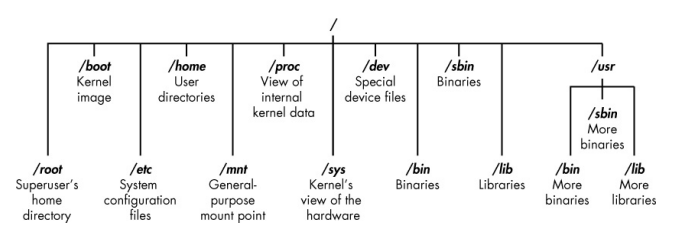 /
/boot
Kernel
image
/home
User
directories
/proc
View of
internal
kernel data
/dev
Special
device files
/sbin
Binaries
/usr
/sbin
More
binaries
/root
Superuser's
home
directory
/etc
System
configuration
files
/mnt
General-
purpose
mount point
/sys
Kernel's
view of the
hardware
/bin
Binaries
/lib
Libraries
/bin
More
binaries
/lib
More
libraries